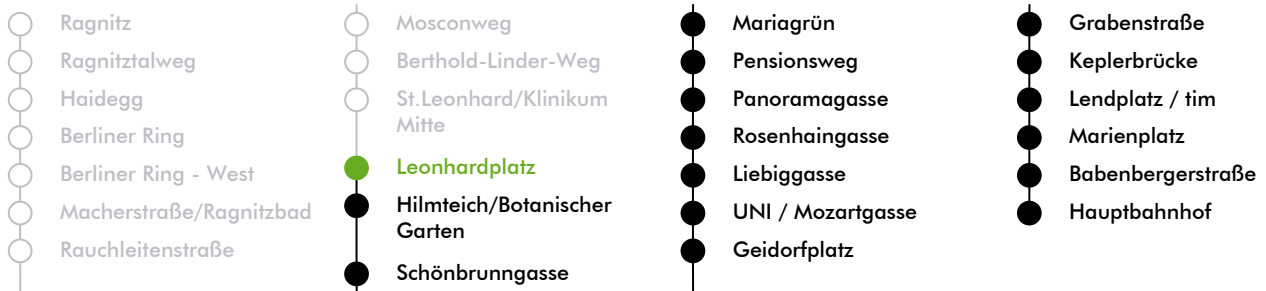 Ragnitz
Ragnitztalweg
Haidegg
Berliner Ring
Berliner Ring - West
Macherstraße/Ragnitzbad
Rauchleitenstraße
Mosconweg
Berthold-Linder-Weg
St.Leonhard/Klinikum
Mitte
Leonhardplatz
Hilmteich/Botanischer
Garten
Schönbrunngasse
Mariagrün
Pensionsweg
Panoramagasse
Rosenhaingasse
Liebiggasse
UNI / Mozartgasse
Geidorfplatz
Grabenstraße
Keplerbrücke
Lendplatz / tim
Marienplatz
Babenbergerstraße
Hauptbahnhof